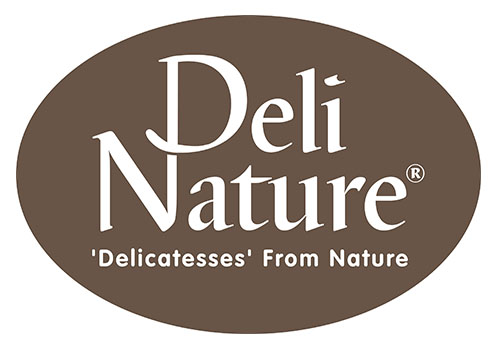 Deli
Nature®
'Delicatesses' From Nature